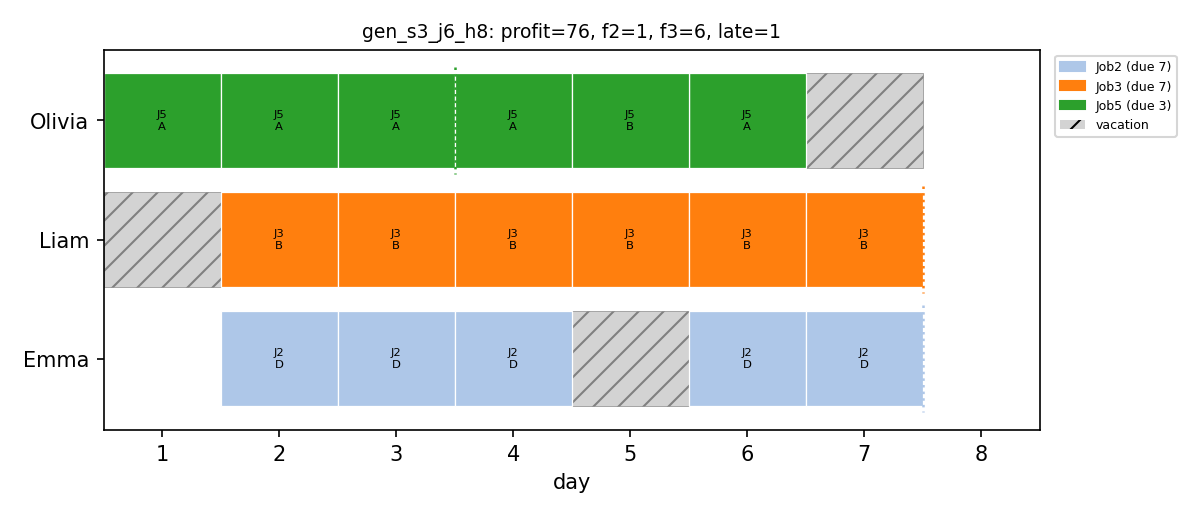 gen_s3_j6_h8: profit=76, f2=1, f3=6, late=1
Job2 (due 7)
Job3 (due 7)
Job5 (due 3)
vacation
Olivia
J5 J5 J5 J5 J5 J5
A A A A B A
Liam
J3 J3 J3 J3 J3 J3
B B B B B B
Emma
J2 J2 J2 J2 J2
D D D D D
1 2 3 4 5 6 7 8
day